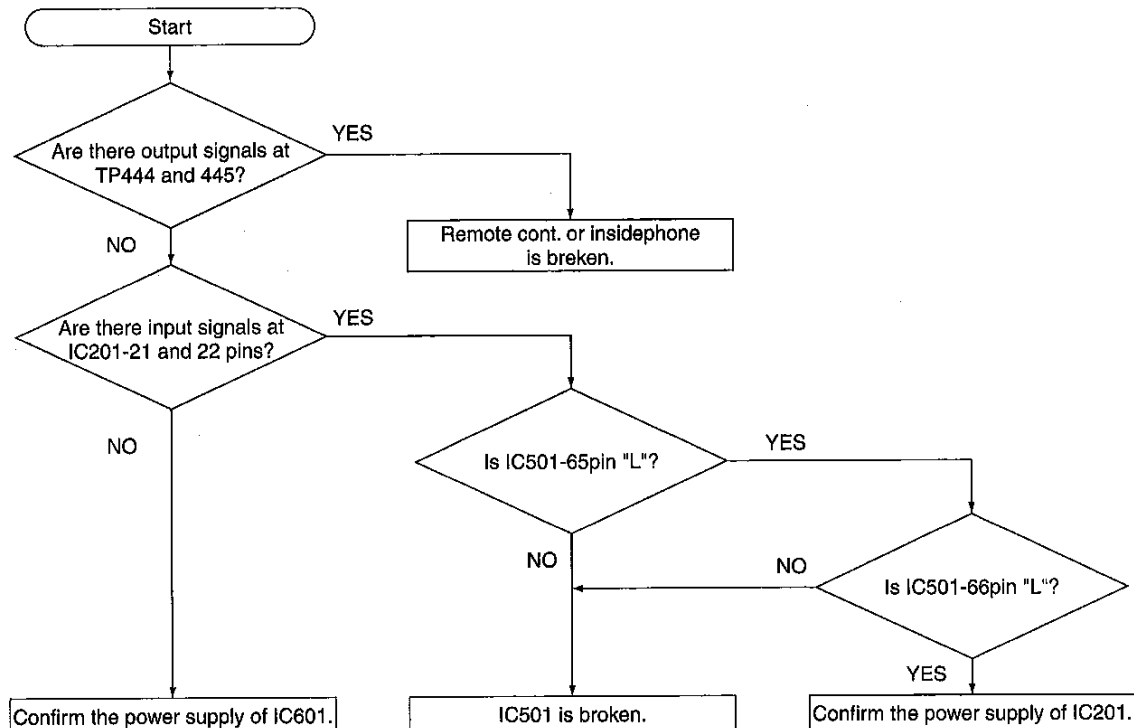 Start
Are there output signals at
TP444 and 445?
YES
Remote cont. or insidephone
is breken.
NO
Are there input signals at
IC201-21 and 22 pins?
YES
NO
Is IC501-65pin "L"?
YES
NO
Is IC501-66pin "L"?
NO
YES
Confirm the power supply of IC601.
IC501 is broken.
Confirm the power supply of IC201.